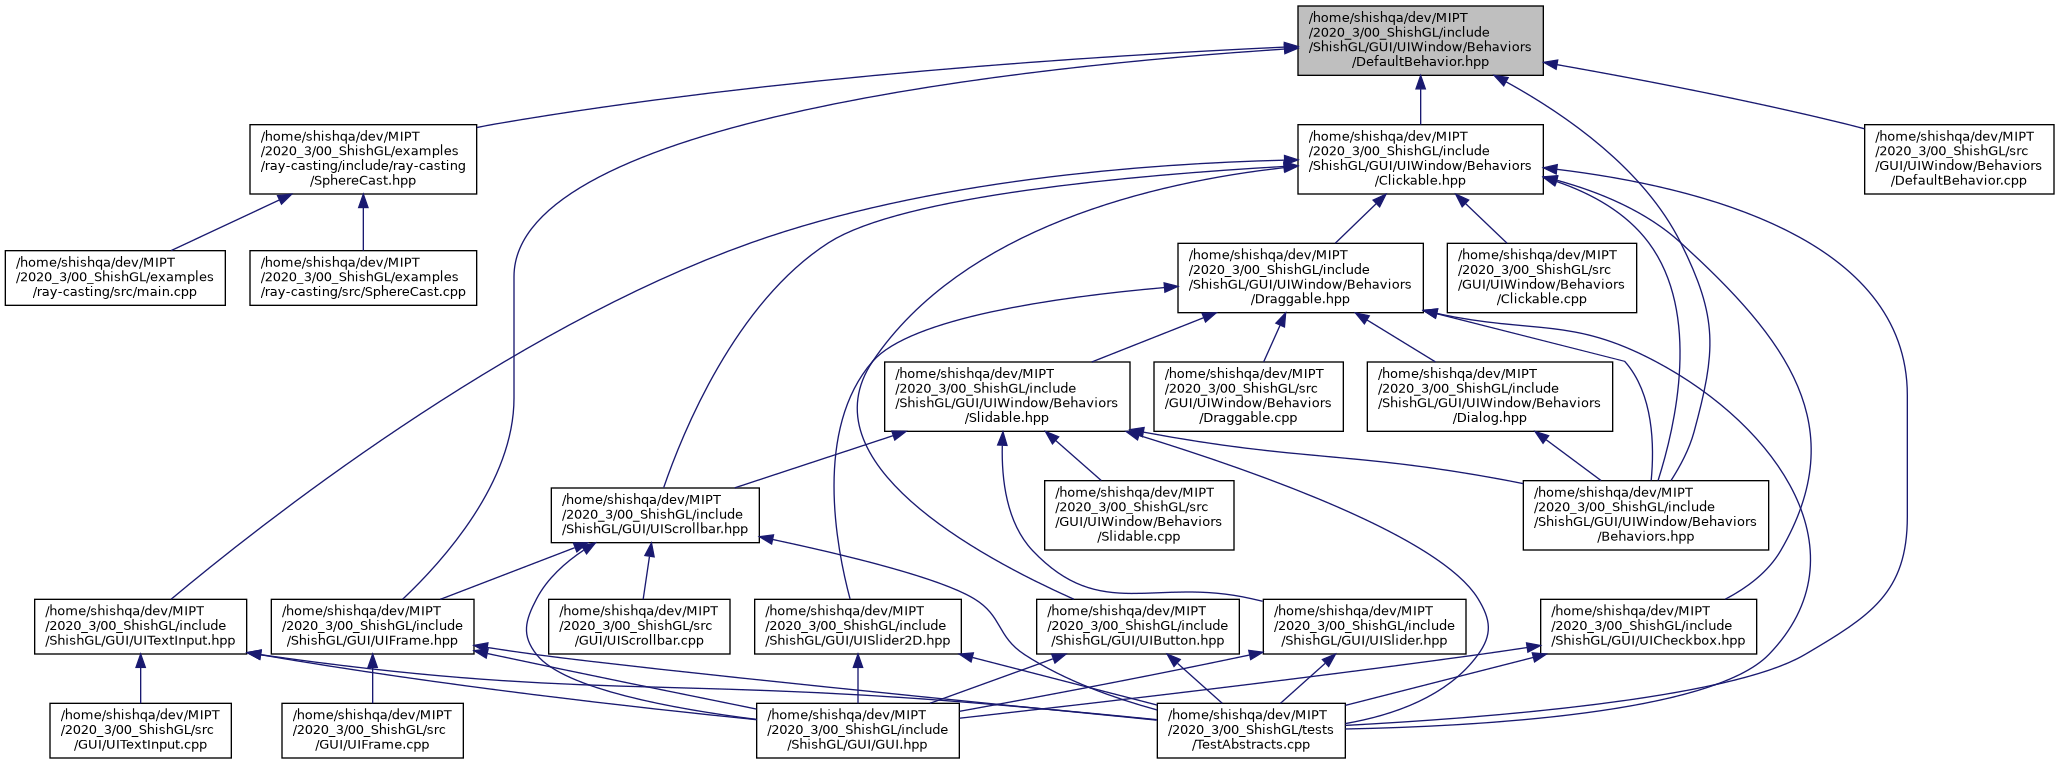 /home/shishqa/dev/MIPT
/2020_3/00_ShishGL/include
/ShishGL/GUI/UIWindow/Behaviors
/DefaultBehavior.hpp
/home/shishqa/dev/MIPT
/2020_3/00_ShishGL/examples
/ray-casting/include/ray-casting
/SphereCast.hpp
/home/shishqa/dev/MIPT
/2020_3/00_ShishGL/include
/ShishGL/GUI/UIWindow/Behaviors
/Clickable.hpp
/home/shishqa/dev/MIPT
/2020_3/00_ShishGL/src
/GUI/UIWindow/Behaviors
/DefaultBehavior.cpp
/home/shishqa/dev/MIPT
/2020_3/00_ShishGL/examples
/ray-casting/src/main.cpp
/home/shishqa/dev/MIPT
/2020_3/00_ShishGL/examples
/ray-casting/src/SphereCast.cpp
/home/shishqa/dev/MIPT
/2020_3/00_ShishGL/include
/ShishGL/GUI/UIWindow/Behaviors
/Draggable.hpp
/home/shishqa/dev/MIPT
/2020_3/00_ShishGL/src
/GUI/UIWindow/Behaviors
/Clickable.cpp
/home/shishqa/dev/MIPT
/2020_3/00_ShishGL/include
/ShishGL/GUI/UIWindow/Behaviors
/Slidable.hpp
/home/shishqa/dev/MIPT
/2020_3/00_ShishGL/src
/GUI/UIWindow/Behaviors
/Draggable.cpp
/home/shishqa/dev/MIPT
/2020_3/00_ShishGL/include
/ShishGL/GUI/UIWindow/Behaviors
/Dialog.hpp
/home/shishqa/dev/MIPT
/2020_3/00_ShishGL/include
/ShishGL/GUI/UIScrollbar.hpp
/home/shishqa/dev/MIPT
/2020_3/00_ShishGL/src
/GUI/UIWindow/Behaviors
/Slidable.cpp
/home/shishqa/dev/MIPT
/2020_3/00_ShishGL/include
/ShishGL/GUI/UIWindow/Behaviors
/Behaviors.hpp
/home/shishqa/dev/MIPT
/2020_3/00_ShishGL/include
/ShishGL/GUI/UITextInput.hpp
/home/shishqa/dev/MIPT
/2020_3/00_ShishGL/include
/ShishGL/GUI/UIFrame.hpp
/home/shishqa/dev/MIPT
/2020_3/00_ShishGL/src
/GUI/UIScrollbar.cpp
/home/shishqa/dev/MIPT
/2020_3/00_ShishGL/include
/ShishGL/GUI/UISlider2D.hpp
/home/shishqa/dev/MIPT
/2020_3/00_ShishGL/include
/ShishGL/GUI/UIButton.hpp
/home/shishqa/dev/MIPT
/2020_3/00_ShishGL/include
/ShishGL/GUI/UISlider.hpp
/home/shishqa/dev/MIPT
/2020_3/00_ShishGL/include
/ShishGL/GUI/UICheckbox.hpp
/home/shishqa/dev/MIPT
/2020_3/00_ShishGL/src
/GUI/UITextInput.cpp
/home/shishqa/dev/MIPT
/2020_3/00_ShishGL/src
/GUI/UIFrame.cpp
/home/shishqa/dev/MIPT
/2020_3/00_ShishGL/include
/ShishGL/GUI/GUI.hpp
/home/shishqa/dev/MIPT
/2020_3/00_ShishGL/tests
/TestAbstracts.cpp